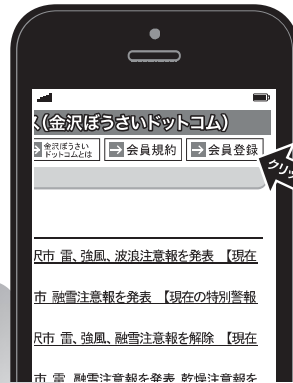 (金沢ぼうさいドットコム)
金沢ぼうさい
ドットコムとは
会員規約
会員登録
沢市 雷、強風、波浪注意報を発表 【現在
市 融雪注意報を発表 【現在の特別警報
沢市 雷、強風、融雪注意報を解除 【現在
市 雷、融雪注意報を発表 乾燥注意報を